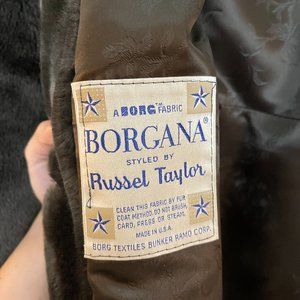 A BORG™ FABRIC
BORGANA®
STYLED BY
Russel Taylor
CLEAN THIS FABRIC BY FUR
COAT METHOD. DO NOT BRUSH,
CARD, PRESS OR STEAM.
MADE IN U.S.A.
BORG TEXTILES BUNKER RAMO CORP.